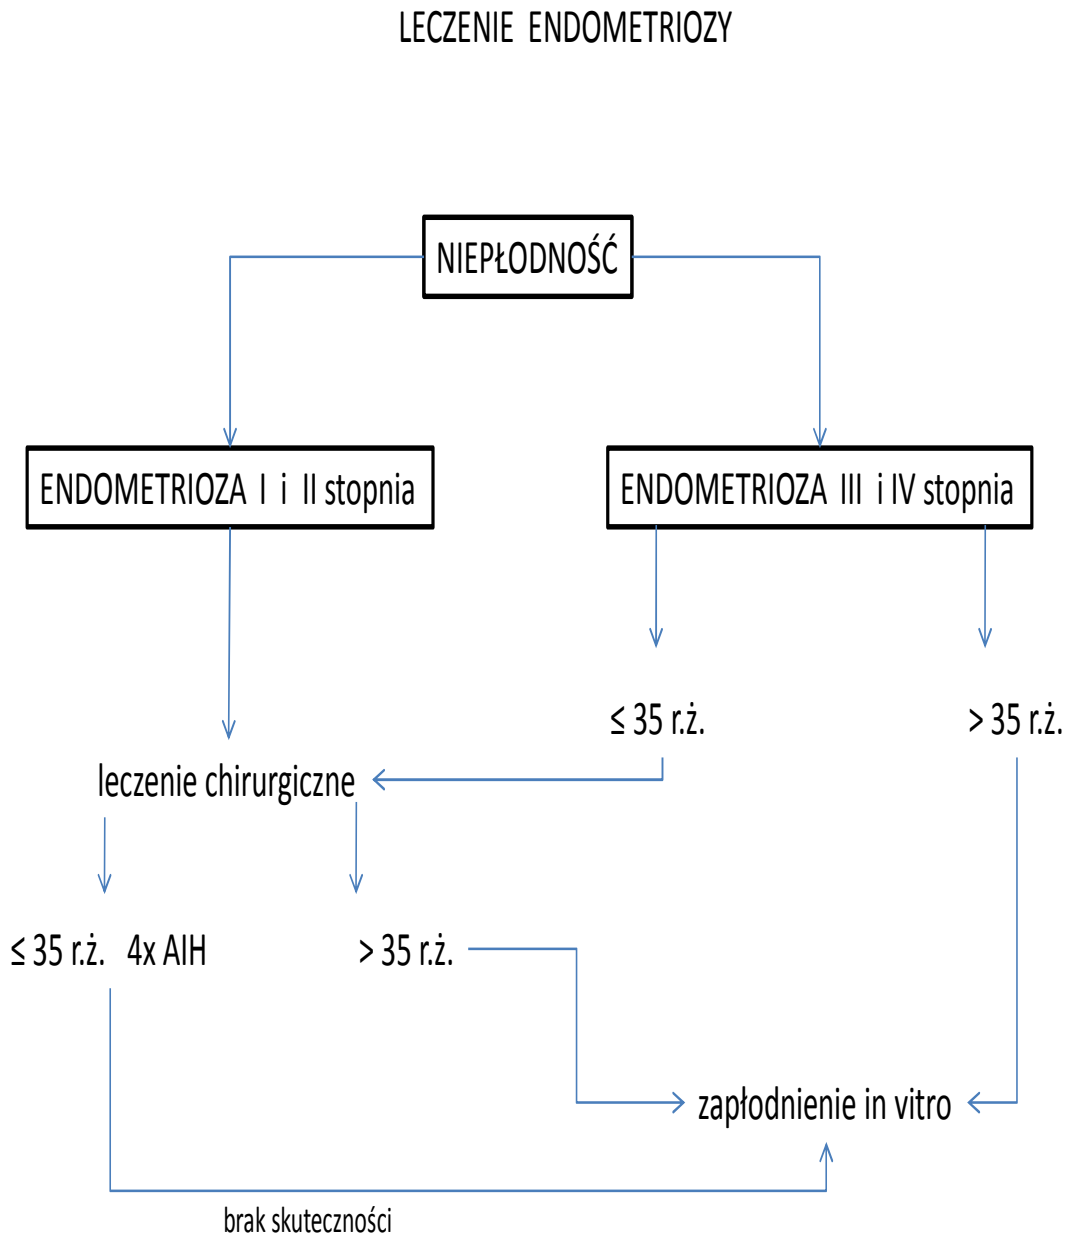 LECZENIE ENDOMETRIOZY
NIEPŁODNOŚĆ
ENDOMETRIOZA I i II stopnia
ENDOMETRIOZA III i IV stopnia
≤ 35 r.ż.
> 35 r.ż.
leczenie chirurgiczne
≤ 35 r.ż. 4x AIH
> 35 r.ż.
zapłodnienie in vitro
brak skuteczności